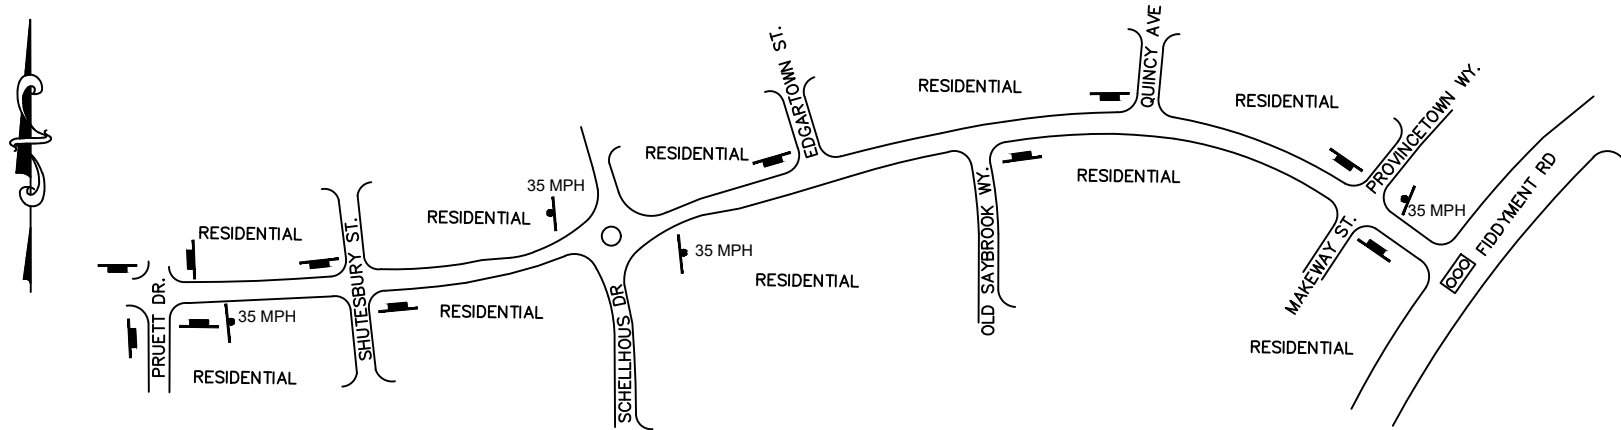 QUINCY AVE
EDGARTOWN ST.
RESIDENTIAL
RESIDENTIAL
PROVINCETOWN WY.
RESIDENTIAL
RESIDENTIAL
FIDDYMENT RD
35 MPH
35 MPH
RESIDENTIAL
MAKEWAY ST.
OLD SAYBROOK WY.
SHUTESBURY ST.
RESIDENTIAL
35 MPH
RESIDENTIAL
PRUETT DR.
SCHELLHOUS DR
RESIDENTIAL
35 MPH
RESIDENTIAL
RESIDENTIAL